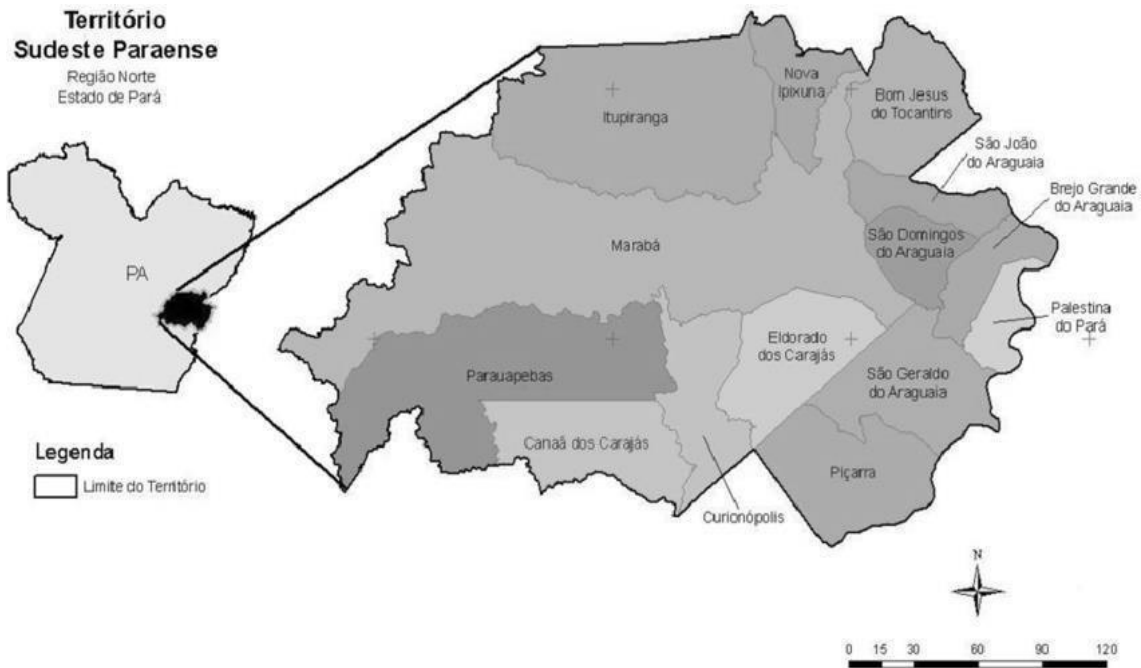 Território
Sudeste Paraense
Região Norte
Estado de Pará
PA
Legenda
Limite do Território
Itupiranga
Nova
Ipixuna
Bom Jesus
do Tocantins
São João
do Araguaia
Brejo Grande
do Araguaia
São Domingos
do Araguaia
Marabá
Palestina
do Pará
Eldorado
dos Carajás
São Geraldo
do Araguaia
Parauapebas
Canaã dos Carajás
Piçarra
Curionópolis
N
0 15 30 60 90 120